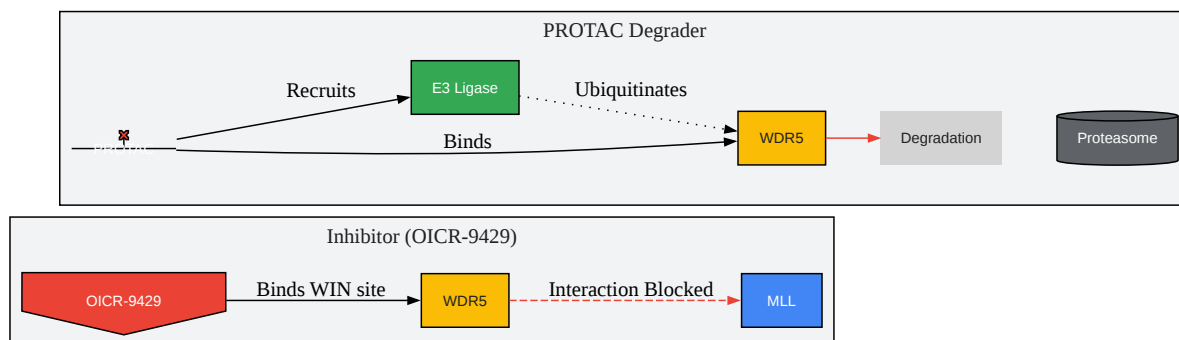 PROTAC Degrader
E3 Ligase
Recruits
Ubiquitinates
Binds
WDR5
Degradation
Proteasome
Inhibitor (OICR-9429)
OICR-9429
Binds WIN site
WDR5
Interaction Blocked
MLL